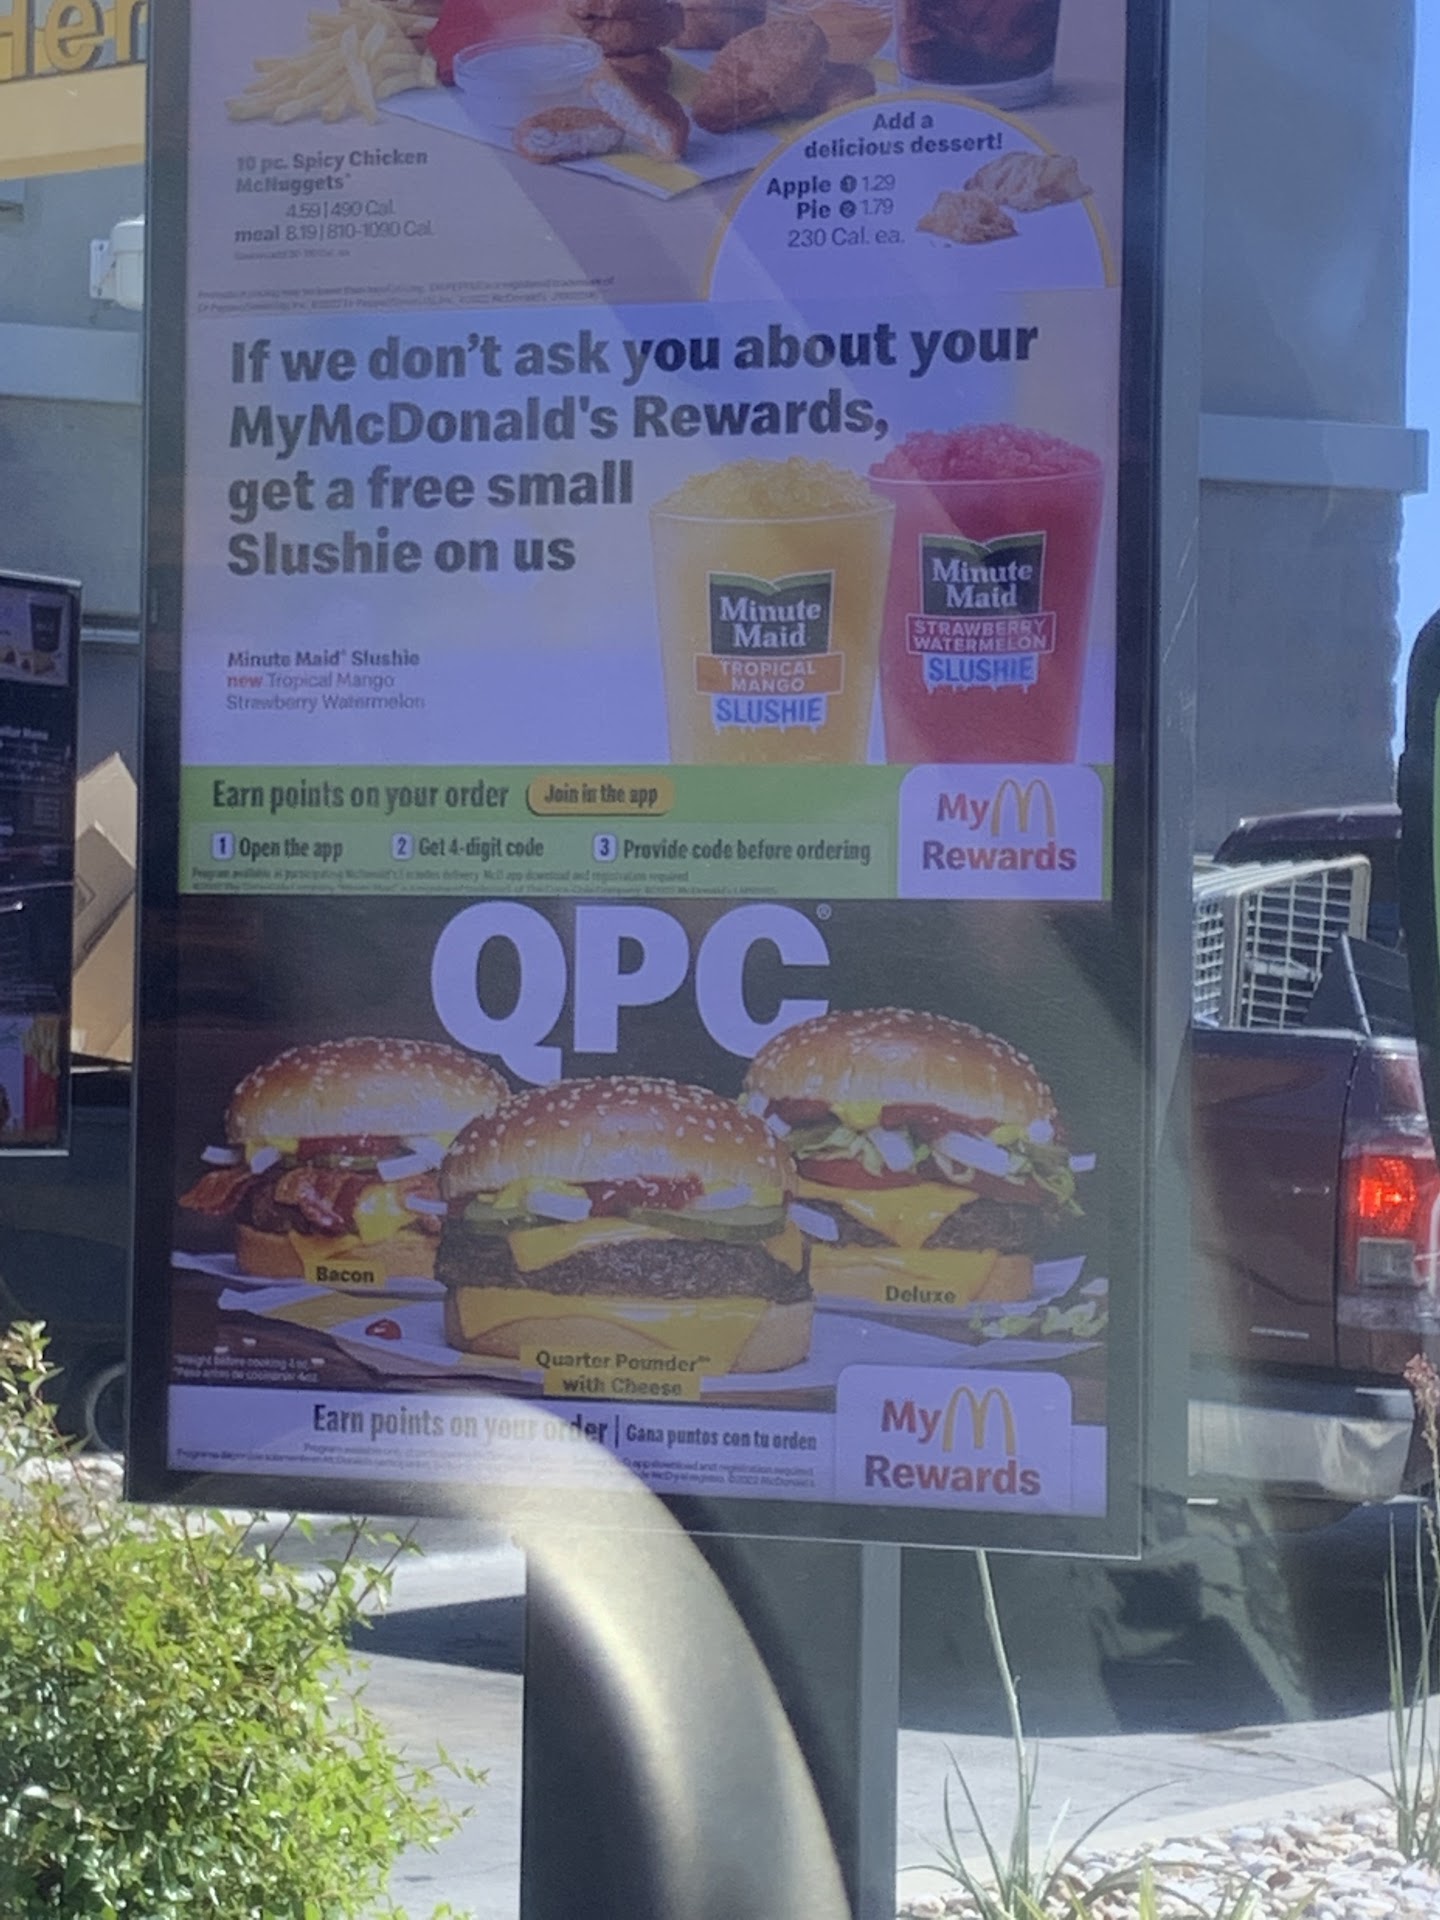 10 pc. Spicy Chicken
McNuggets®
4.59 | 490 Cal.
meal 8.19 | 810-1090 Cal.
Add a
delicious dessert!
Apple 1 1.29
Pie 2 1.79
230 Cal. ea.
If we don't ask you about your
MyMcDonald's Rewards,
get a free small
Slushie on us
Minute Maid® Slushie
new Tropical Mango
Strawberry Watermelon
Minute
Maid
TROPICAL
MANGO
SLUSHIE
Minute
Maid
STRAWBERRY
WATERMELON
SLUSHIE
Earn points on your order
Join in the app
1 Open the app
2 Get 4-digit code
3 Provide code before ordering
My
Rewards
QPC®
Bacon
Quarter Pounder™
with Cheese
Deluxe
Earn points on your order | Gana puntos con tu orden
My
Rewards